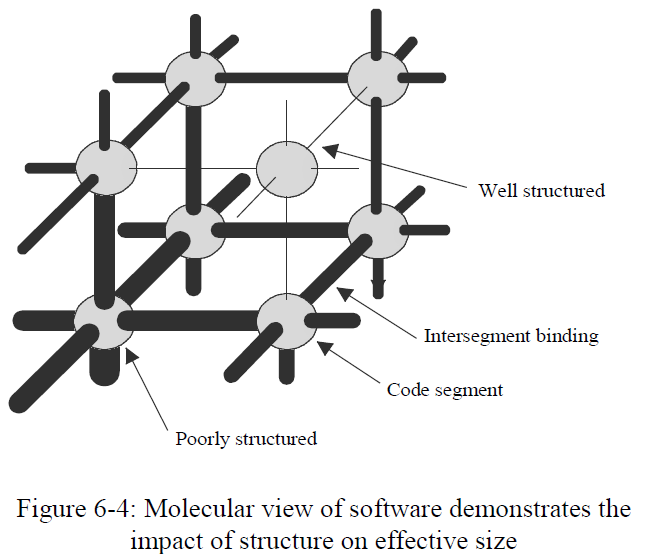 Well structured
Intersegment binding
Code segment
Poorly structured
Figure 6-4: Molecular view of software demonstrates the
impact of structure on effective size